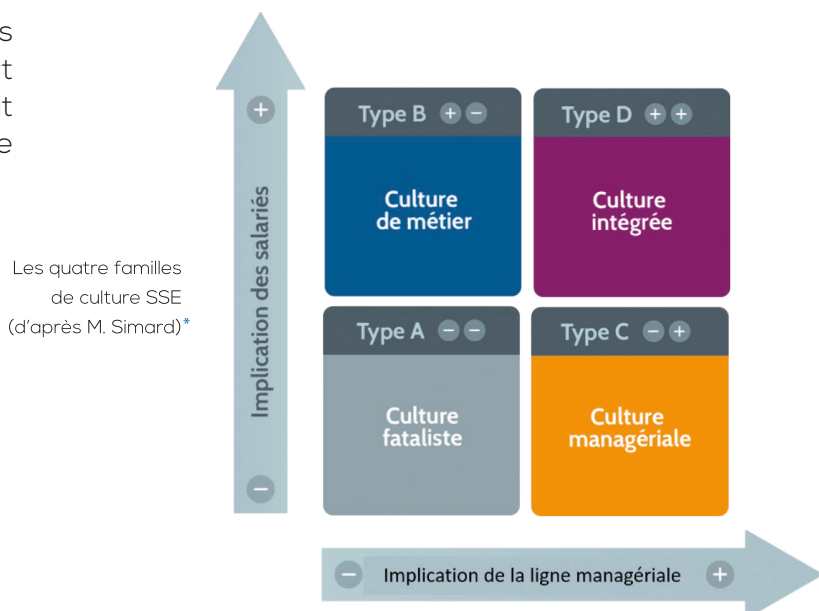 s
t
t
e
Les quatre familles
de culture SSE
(d'après M. Simard)*
+
Implication des salariés
−
Type B + −
Culture
de métier
Type D + +
Culture
intégrée
Type A − −
Culture
fataliste
Type C − +
Culture
managériale
− Implication de la ligne managériale +